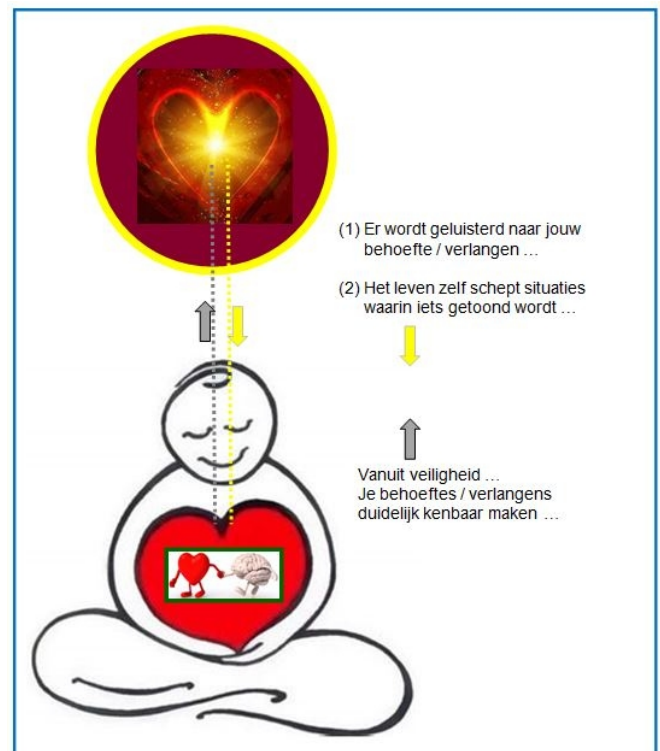 (1) Er wordt geluisterd naar jouw
behoefte / verlangen ...
(2) Het leven zelf schept situaties
waarin iets getoond wordt ...
Vanuit veiligheid ...
Je behoeftes / verlangens
duidelijk kenbaar maken ...